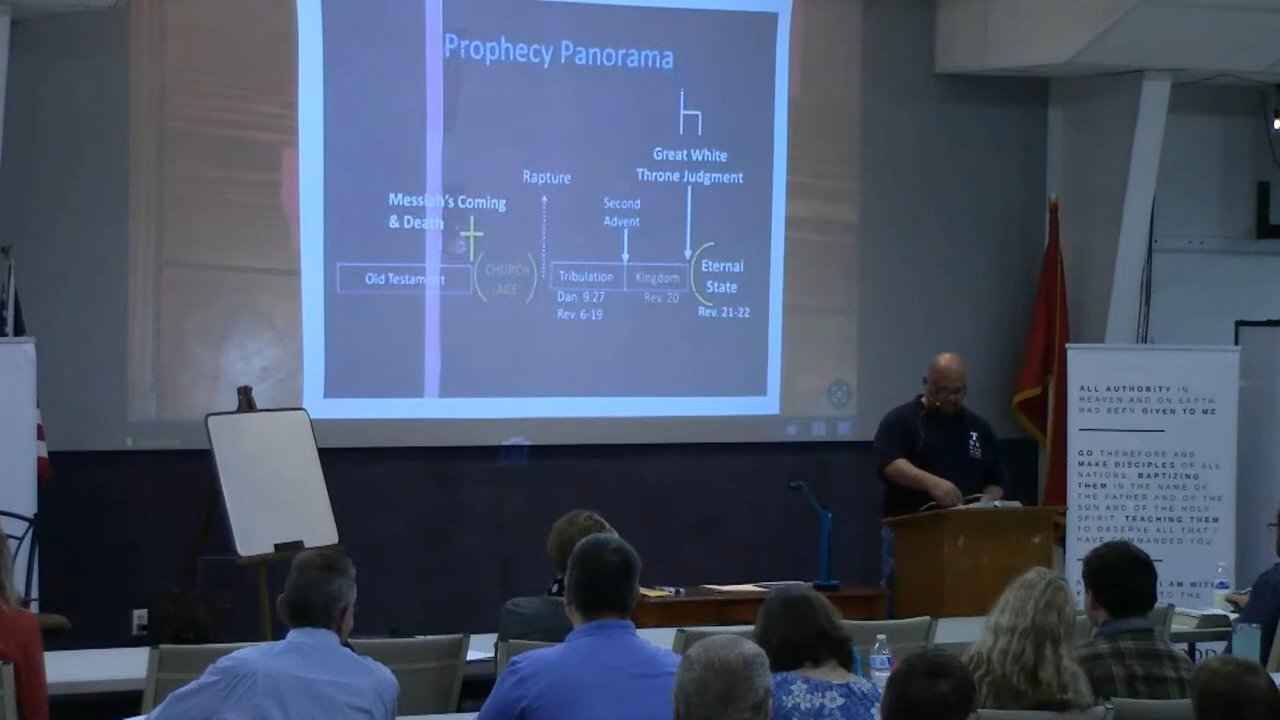 Prophecy Panorama
Great White
Throne Judgment
Rapture
Messiah's Coming
& Death
Second
Advent
Old Testament
CHURCH
AGE
Tribulation
Kingdom
Eternal
State
Dan. 9:27
Rev. 20
Rev. 6-19
Rev. 21-22
ALL AUTHORITY IN
HEAVEN AND ON EARTH
HAS BEEN GIVEN TO ME
GO THEREFORE AND
MAKE DISCIPLES OF ALL
NATIONS, BAPTIZING
THEM IN THE NAME OF
THE FATHER AND OF THE
SON AND OF THE HOLY
SPIRIT, TEACHING THEM
TO OBSERVE ALL THAT I
HAVE COMMANDED YOU
I AM WITH
TO THE